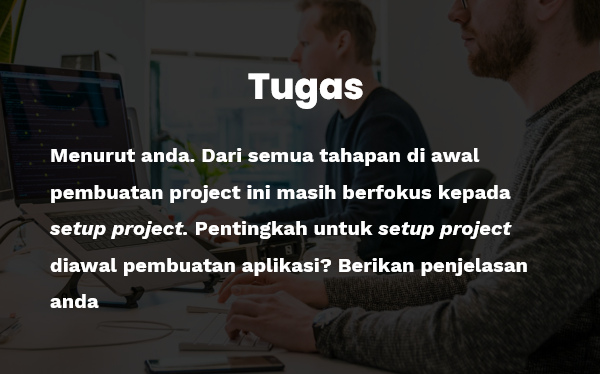 Tugas
Menurut anda. Dari semua tahapan di awal
pembuatan project ini masih berfokus kepada
setup project. Pentingkah untuk setup project
diawal pembuatan aplikasi? Berikan penjelasan
anda